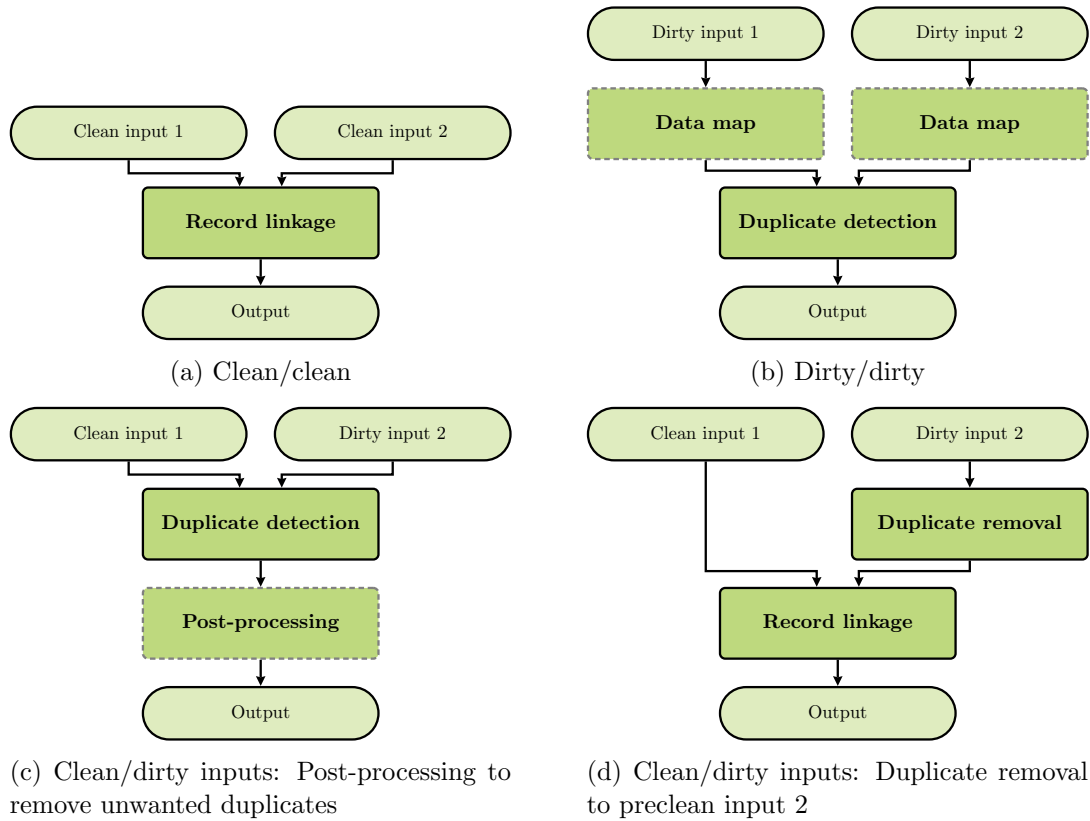 Clean input 1
Clean input 2
Record linkage
Output
(a) Clean/clean
Dirty input 1
Dirty input 2
Data map
Data map
Duplicate detection
Output
(b) Dirty/dirty
Clean input 1
Dirty input 2
Duplicate detection
Post-processing
Output
(c) Clean/dirty inputs: Post-processing to
remove unwanted duplicates
Clean input 1
Dirty input 2
Duplicate removal
Record linkage
Output
(d) Clean/dirty inputs: Duplicate removal
to preclean input 2